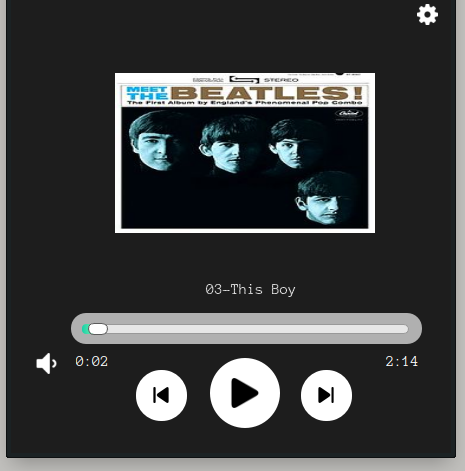 STEREO
MEET THE BEATLES!
The First Album by England's Phenomenal Pop Combo
Capitol
03-This Boy
0:02
2:14